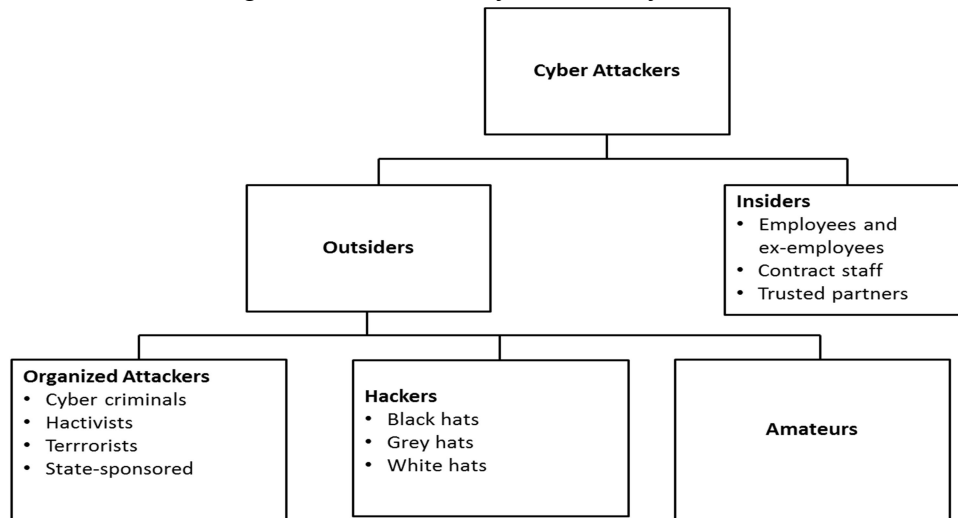 Cyber Attackers
Outsiders
Insiders
• Employees and
ex-employees
• Contract staff
• Trusted partners
Organized Attackers
• Cyber criminals
• Hactivists
• Terrrorists
• State-sponsored
Hackers
• Black hats
• Grey hats
• White hats
Amateurs